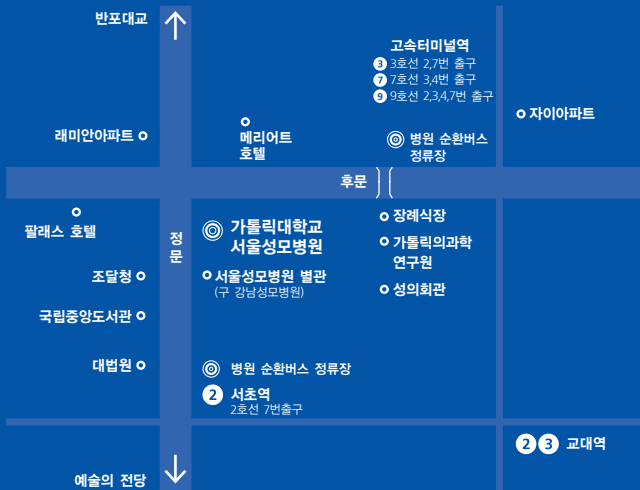 반포대교
고속터미널역
3 3호선 2,7번 출구
7 7호선 3,4번 출구
9 9호선 2,3,4,7번 출구
자이아파트
래미안아파트
메리어트
호텔
병원 순환버스
정류장
후문
팔래스 호텔
정
문
가톨릭대학교
서울성모병원
장례식장
가톨릭의과학
연구원
조달청
서울성모병원 별관
(구 강남성모병원)
성의회관
국립중앙도서관
대법원
병원 순환버스 정류장
2 서초역
2호선 7번출구
2 3 교대역
예술의 전당